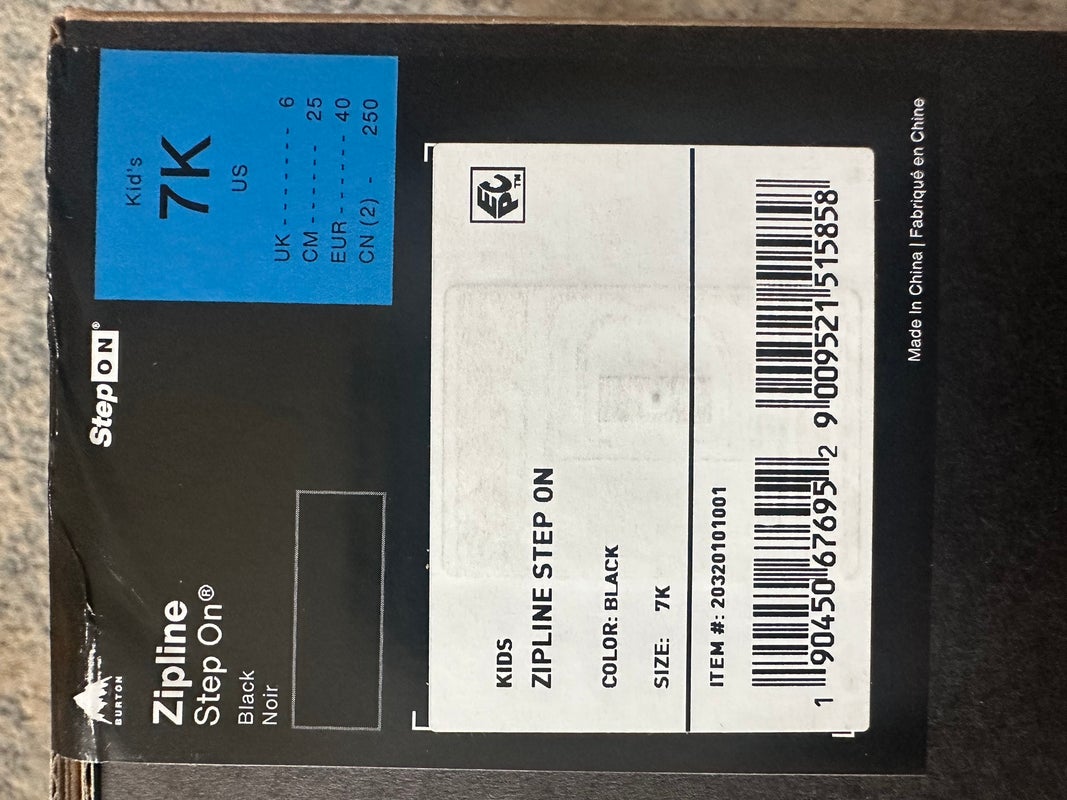 BURTON
Step ON®
Zipline
Step On®
Black
Noir
Kid's
7K
US
UK - - - - - - - - 6
CM - - - - - - 25
EUR - - - - - - 40
CN (2) - 250
EPC™
KIDS
ZIPLINE STEP ON
COLOR: BLACK
SIZE: 7K
ITEM #: 20320101001
1 90450 67695 2
9 009521 515858
Made In China | Fabriqué en Chine